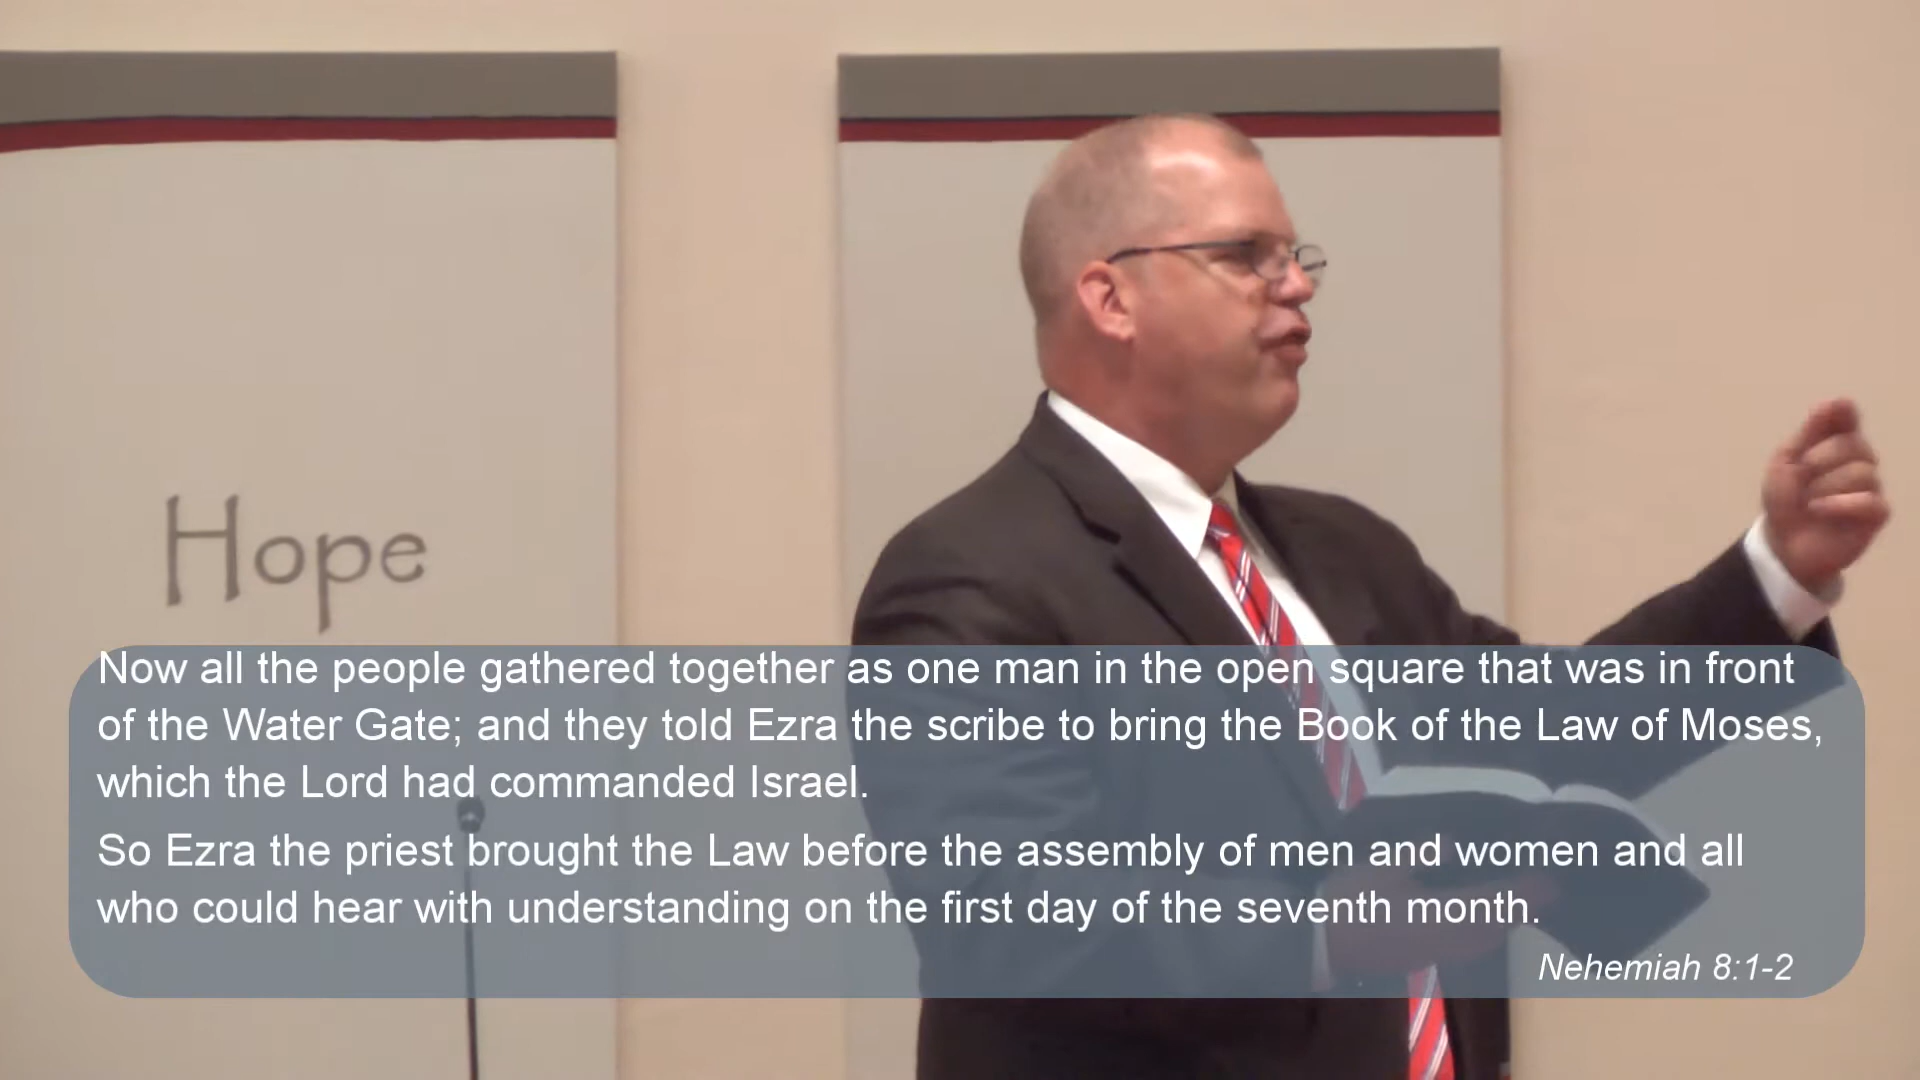 Hope
Now all the people gathered together as one man in the open square that was in front
of the Water Gate; and they told Ezra the scribe to bring the Book of the Law of Moses,
which the Lord had commanded Israel.
So Ezra the priest brought the Law before the assembly of men and women and all
who could hear with understanding on the first day of the seventh month.
Nehemiah 8:1-2